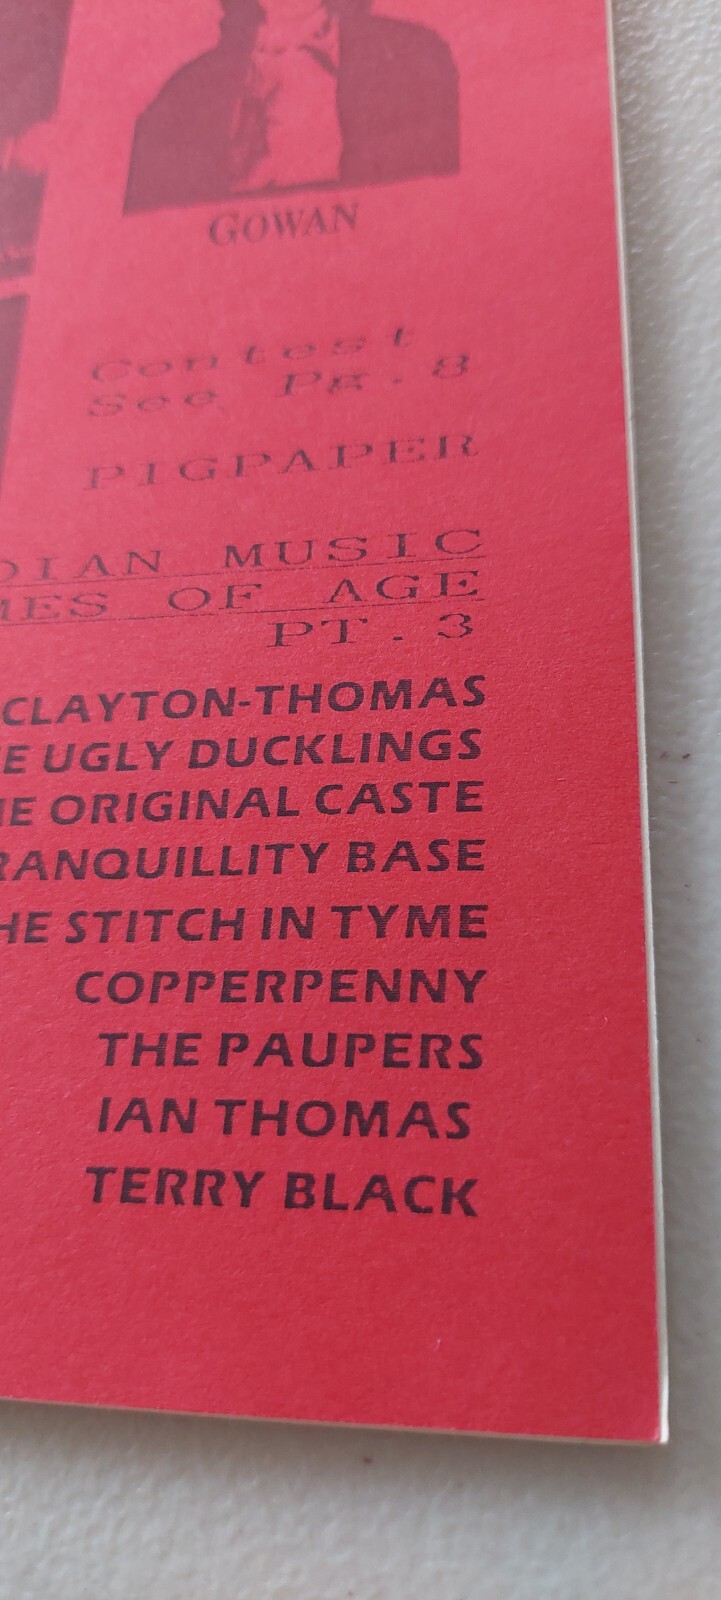 GOWAN
Contest
See Pg. 8
PIGPAPER
DIAN MUSIC
MES OF AGE
PT. 3
CLAYTON-THOMAS
E UGLY DUCKLINGS
HE ORIGINAL CASTE
RANQUILLITY BASE
HE STITCH IN TYME
COPPERPENNY
THE PAUPERS
IAN THOMAS
TERRY BLACK